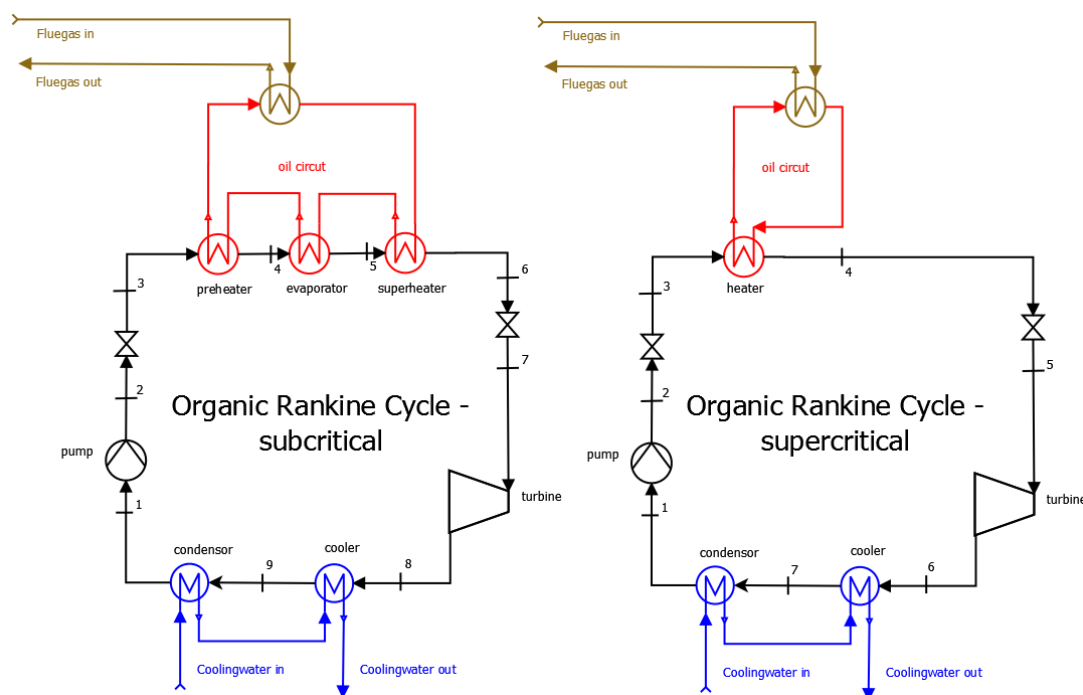 Fluegas in
Fluegas out
oil circut
4
5
6
preheater
evaporator
superheater
3
7
2
Organic Rankine Cycle -
subcritical
pump
turbine
1
condensor
9
cooler
8
Coolingwater in
Coolingwater out
Fluegas in
Fluegas out
oil circut
4
heater
3
5
2
Organic Rankine Cycle -
supercritical
pump
turbine
1
condensor
7
cooler
6
Coolingwater in
Coolingwater out